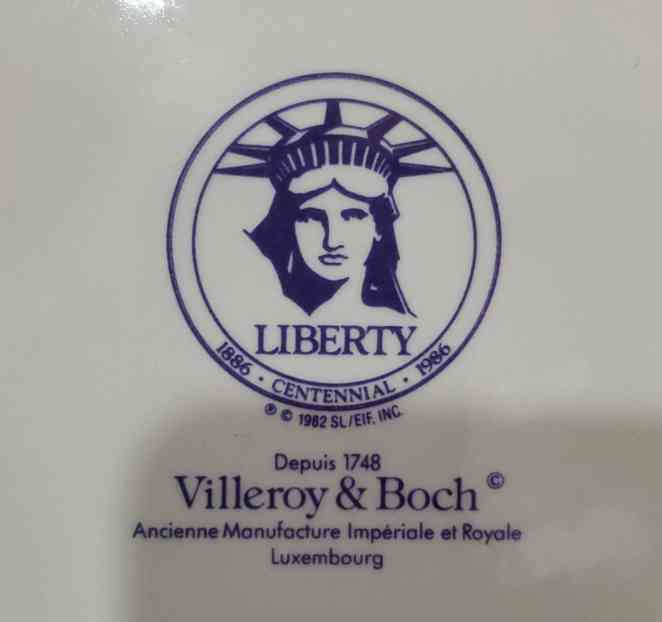 LIBERTY
1886 · CENTENNIAL · 1986
℗ © 1982 SL/EIF, INC.
Depuis 1748
Villeroy & Boch ©
Ancienne Manufacture Impériale et Royale
Luxembourg